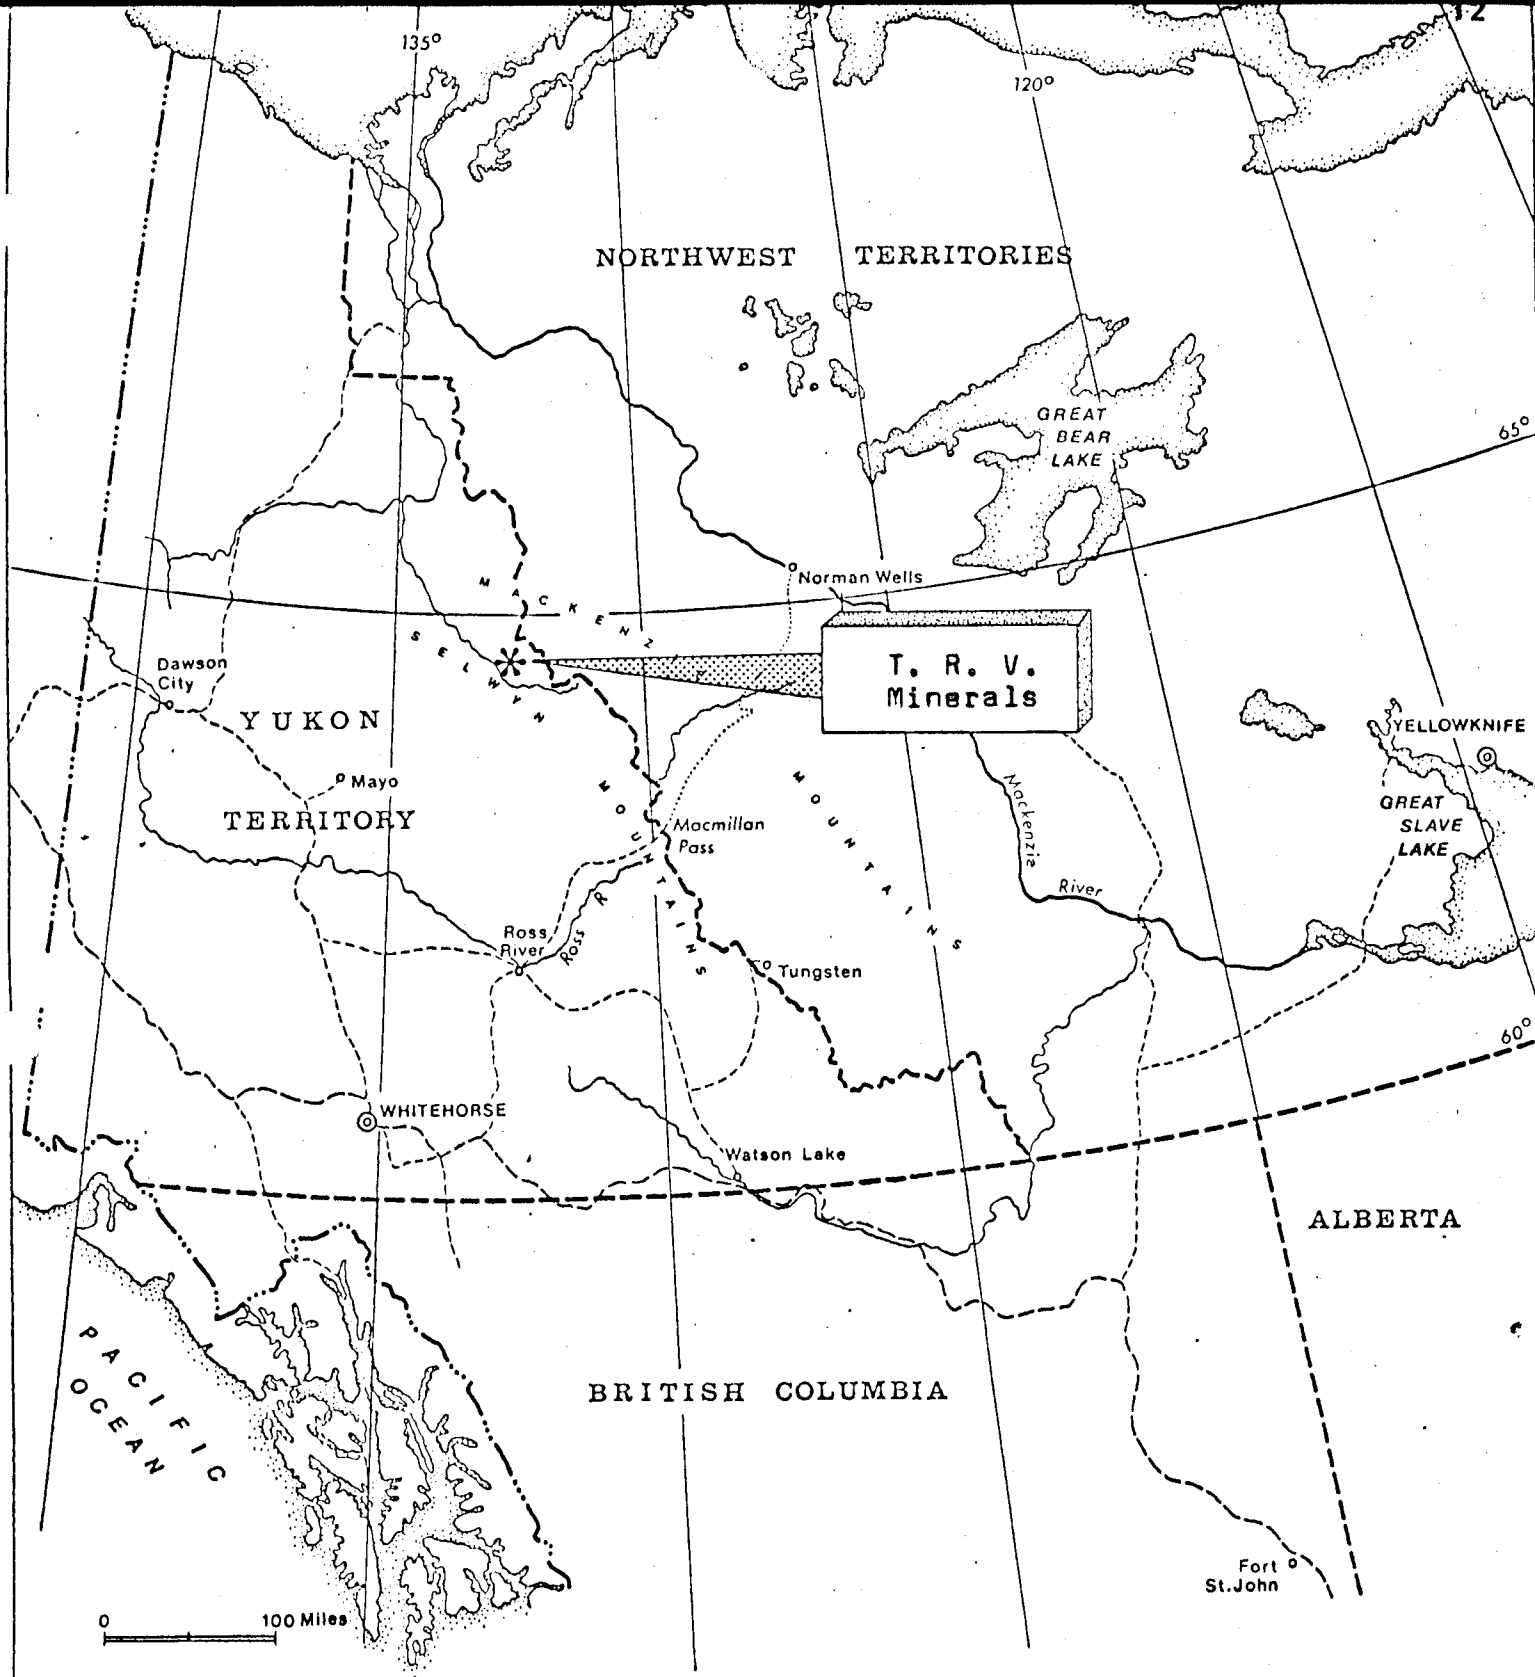 12
135°
120°
NORTHWEST TERRITORIES
GREAT
BEAR
LAKE
65°
Norman Wells
MACKENZ
SELWYN
T. R. V.
Minerals
Dawson
City
YUKON
YELLOWKNIFE
Mayo
TERRITORY
MOUNTAINS
MOUNTAINS
Macmillan
Pass
Mackenzie
River
GREAT
SLAVE
LAKE
Ross
River
Ross R
Tungsten
60°
WHITEHORSE
Watson Lake
ALBERTA
PACIFIC
OCEAN
BRITISH COLUMBIA
Fort
St.John
0 100 Miles